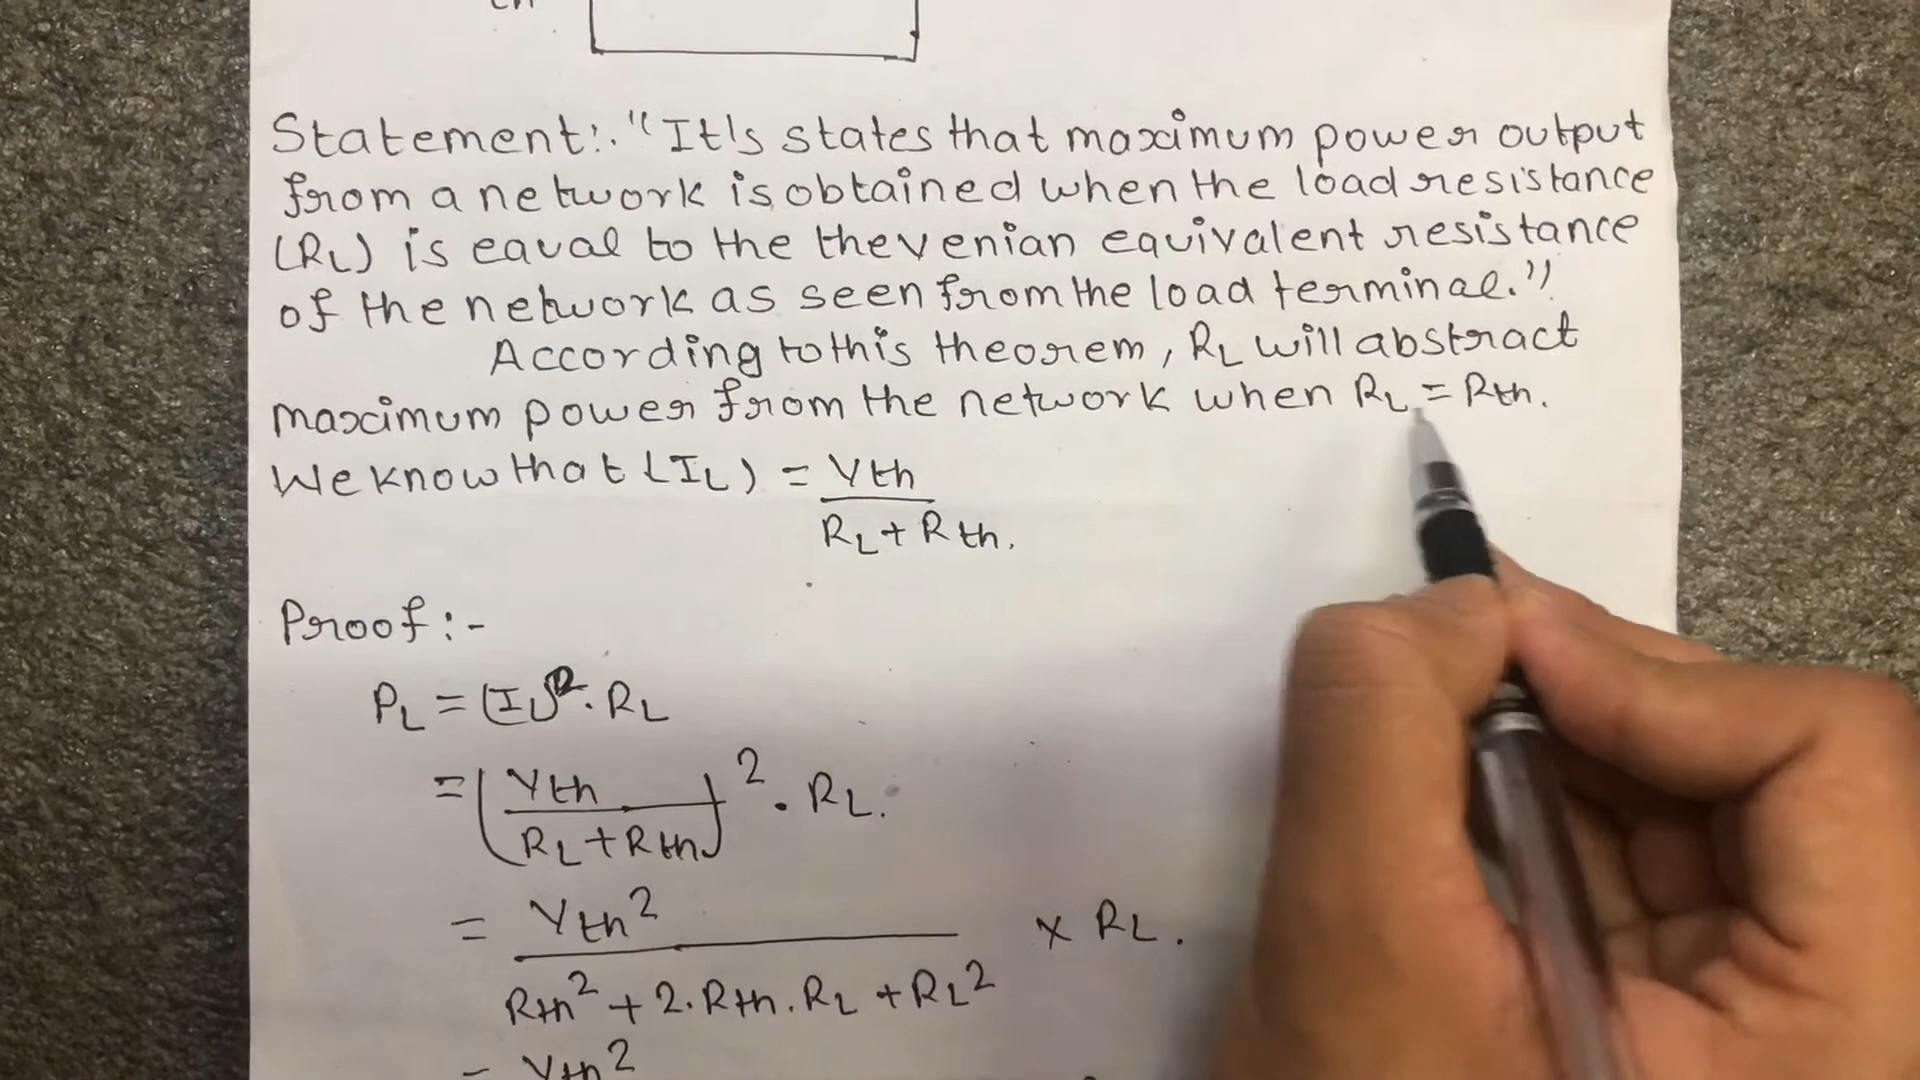 Statement:. "It's states that maximum power output
from a network is obtained when the load resistance
(RL) is eaual to the thevenian equivalent resistance
of the network as seen from the load terminal."
According to this theorem, RL will abstract
maximum power from the network when RL = Rth.
We know that (IL) = Vth / RL + Rth.
Proof :-
PL = (IL)². RL
= (Vth / RL + Rth)² . RL.
= Vth² / Rth² + 2.Rth.RL + RL² × RL.
= Vth²